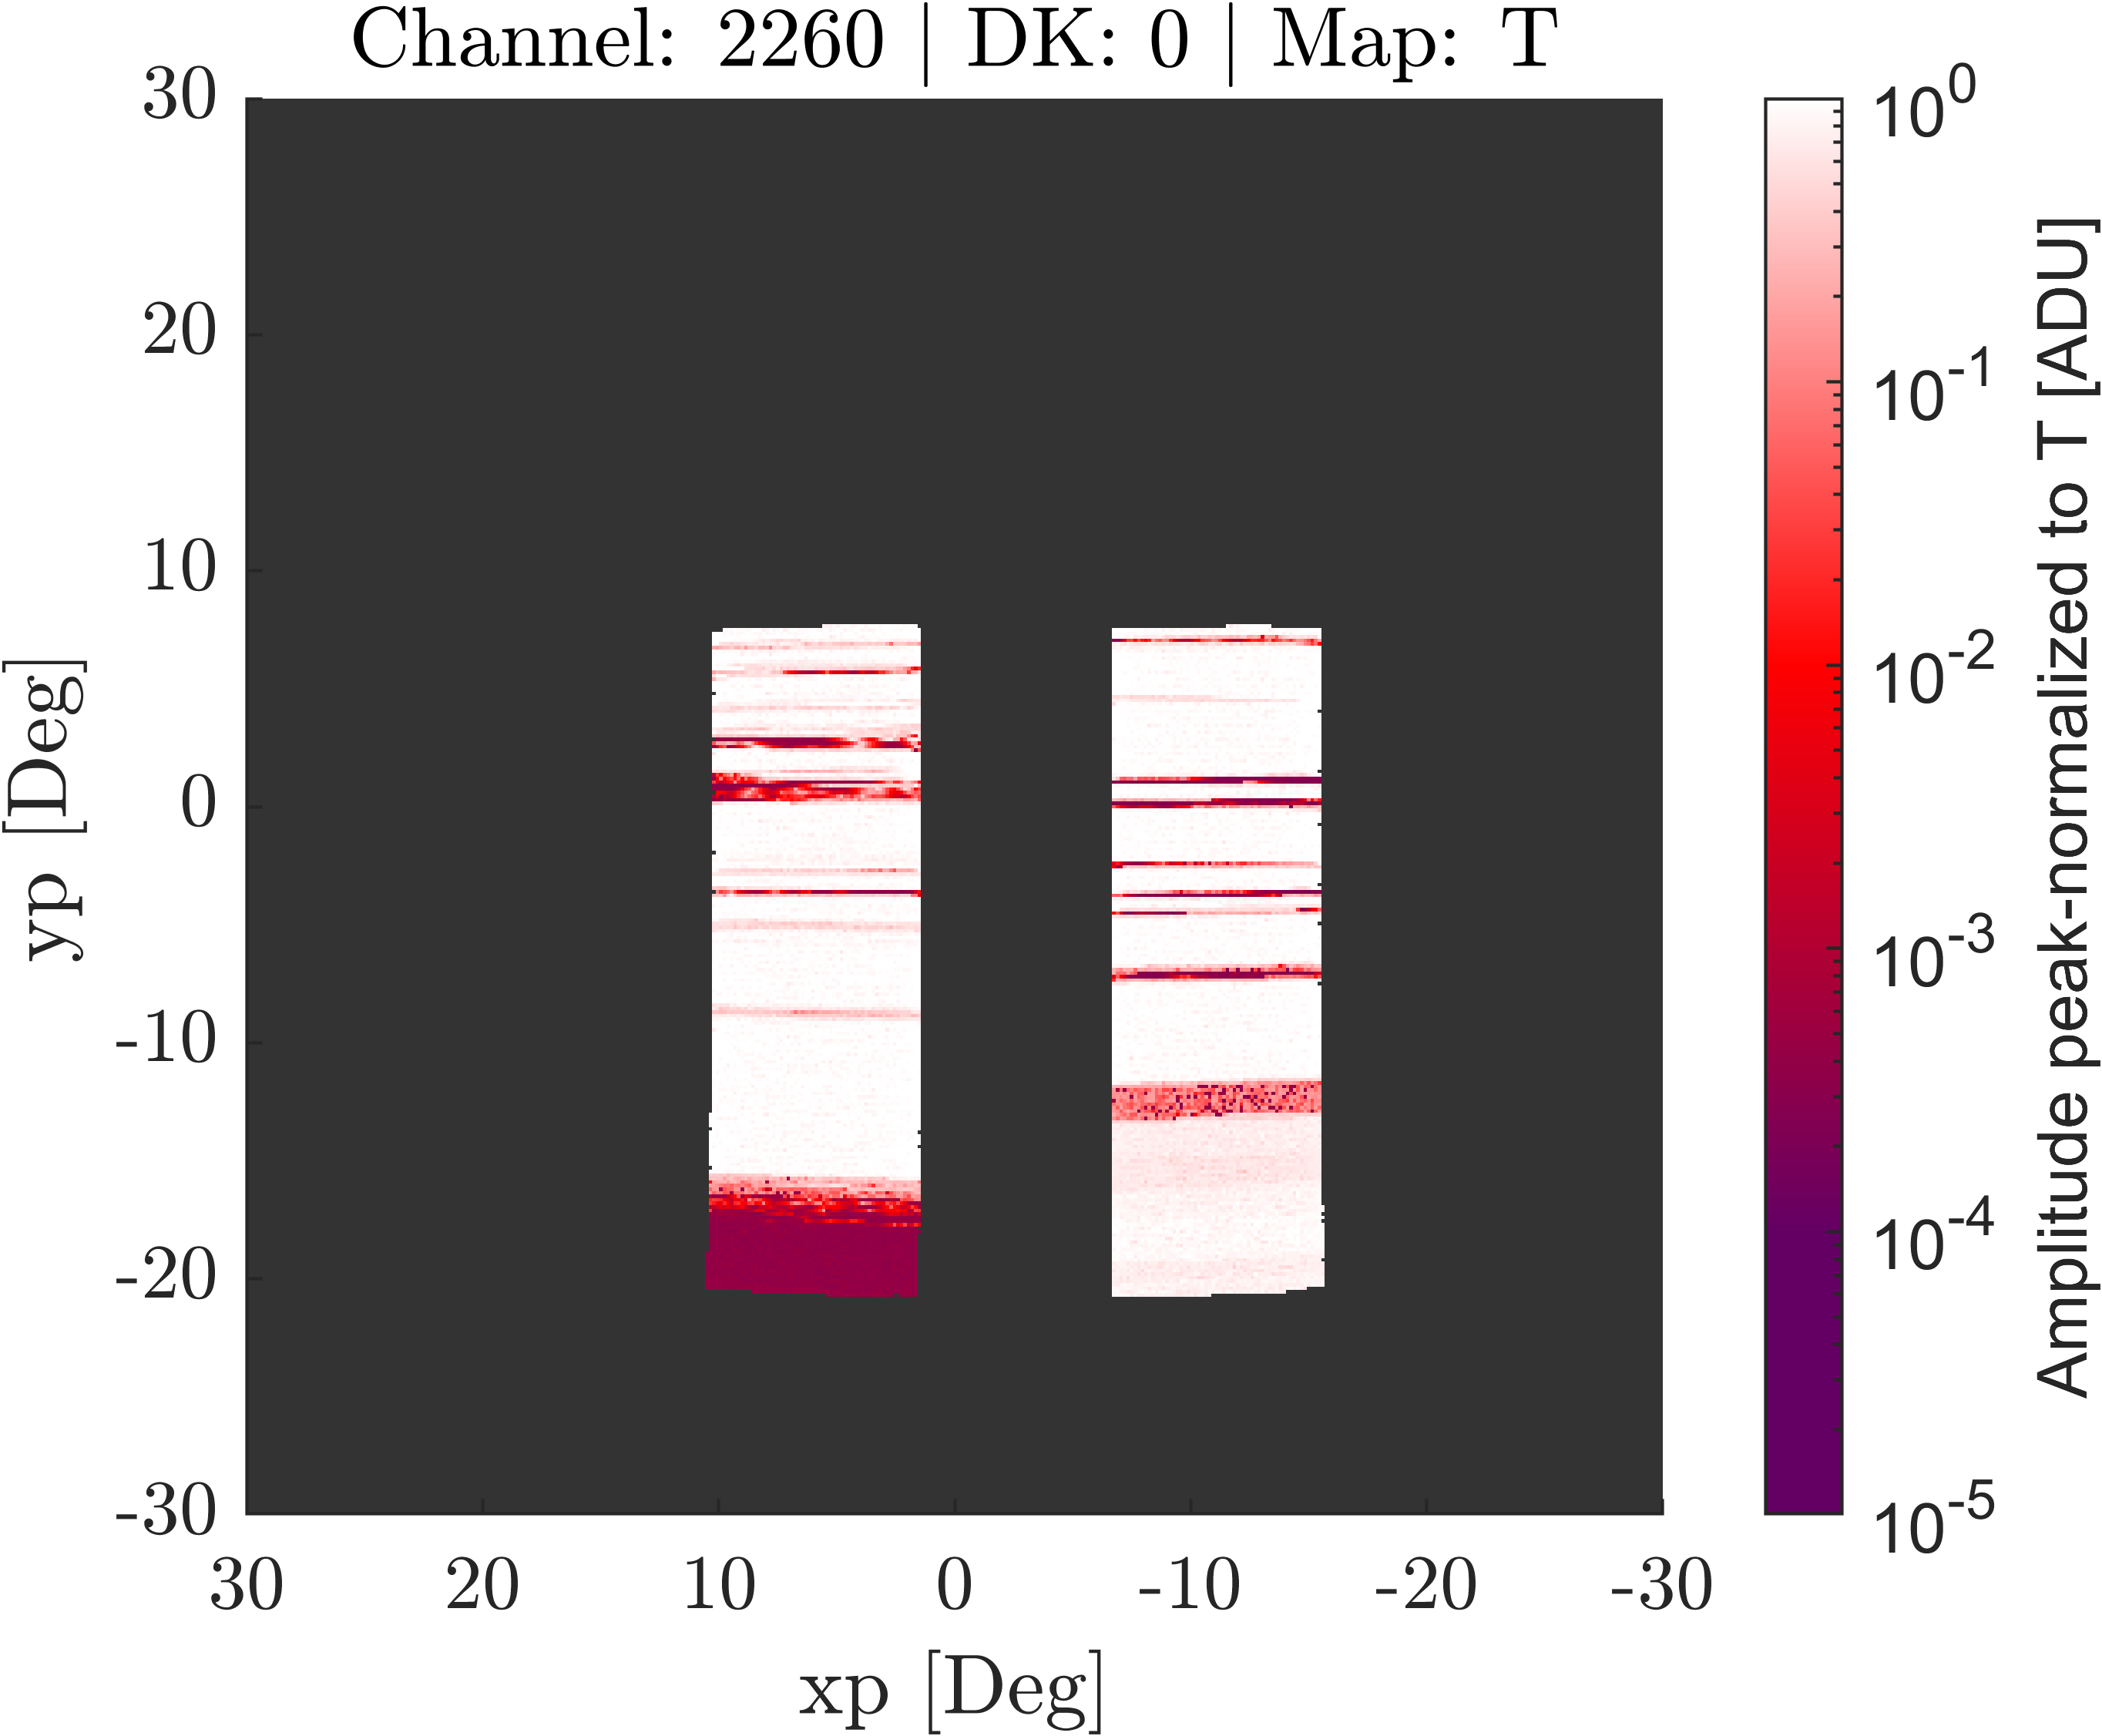 Channel: 2260 | DK: 0 | Map: T
30
20
10
0
-10
-20
-30
yp [Deg]
30 20 10 0 -10 -20 -30
xp [Deg]
10^0
10^-1
10^-2
10^-3
10^-4
10^-5
Amplitude peak-normalized to T [ADU]